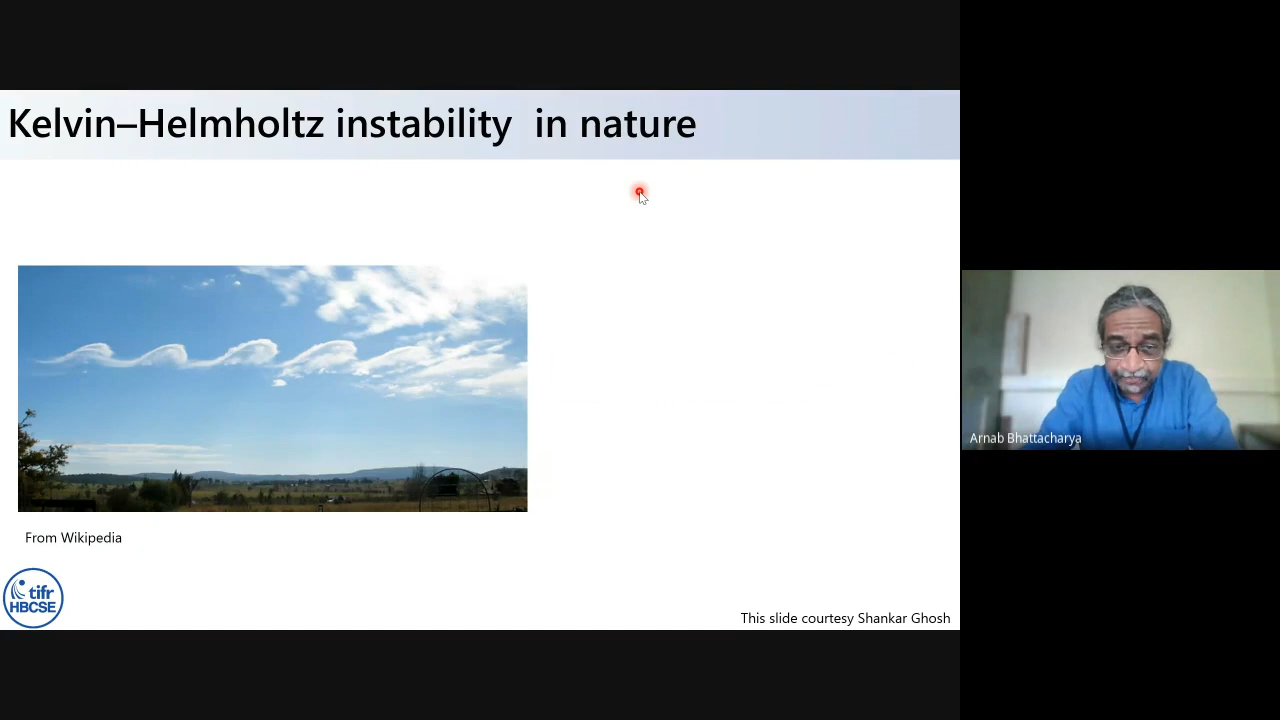 Kelvin–Helmholtz instability  in nature
Arnab Bhattacharya
From Wikipedia
tifr
HBCSE
This slide courtesy Shankar Ghosh